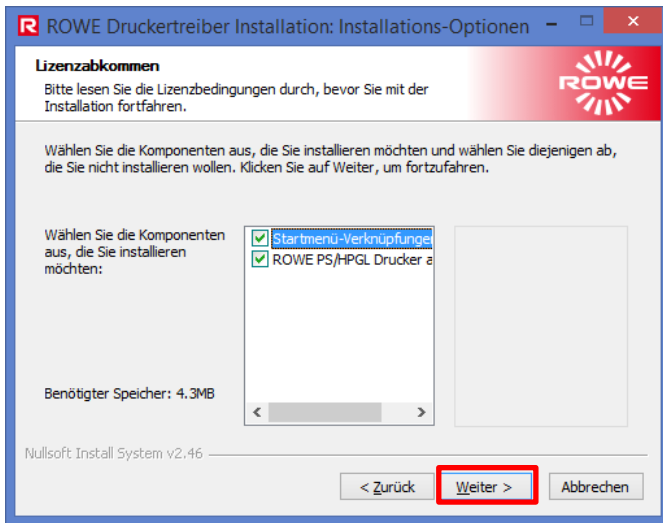 ROWE Druckertreiber Installation: Installations-Optionen
Lizenzabkommen
Bitte lesen Sie die Lizenzbedingungen durch, bevor Sie mit der
Installation fortfahren.
ROWE
Wählen Sie die Komponenten aus, die Sie installieren möchten und wählen Sie diejenigen ab,
die Sie nicht installieren wollen. Klicken Sie auf Weiter, um fortzufahren.
Wählen Sie die Komponenten
aus, die Sie installieren
möchten:
Startmenü-Verknüpfungen
ROWE PS/HPGL Drucker a
Benötigter Speicher: 4.3MB
Nullsoft Install System v2.46
< Zurück
Weiter >
Abbrechen